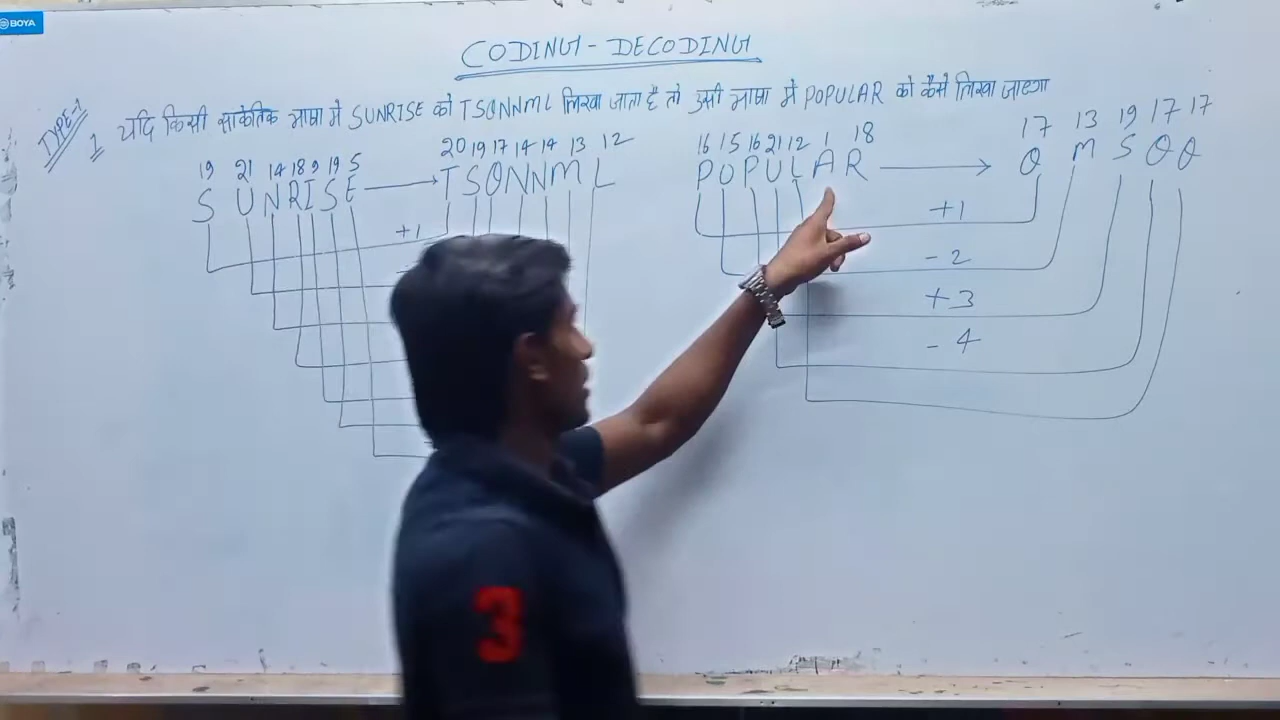 BOYA
CODING - DECODING
TYPE-1
1 यदि किसी सांकेतिक भाषा में SUNRISE को TSQNNML लिखा जाता है तो उसी भाषा में POPULAR को कैसे लिखा जाएगा
19 21 14 18 9 19 5 20 19 17 14 14 13 12 16 15 16 21 12 1 18 17 13 19 17 17
S U N R I S E → T S Q N N M L P O P U L A R → Q M S Q Q
+1 +1
- 2
+3
- 4
3